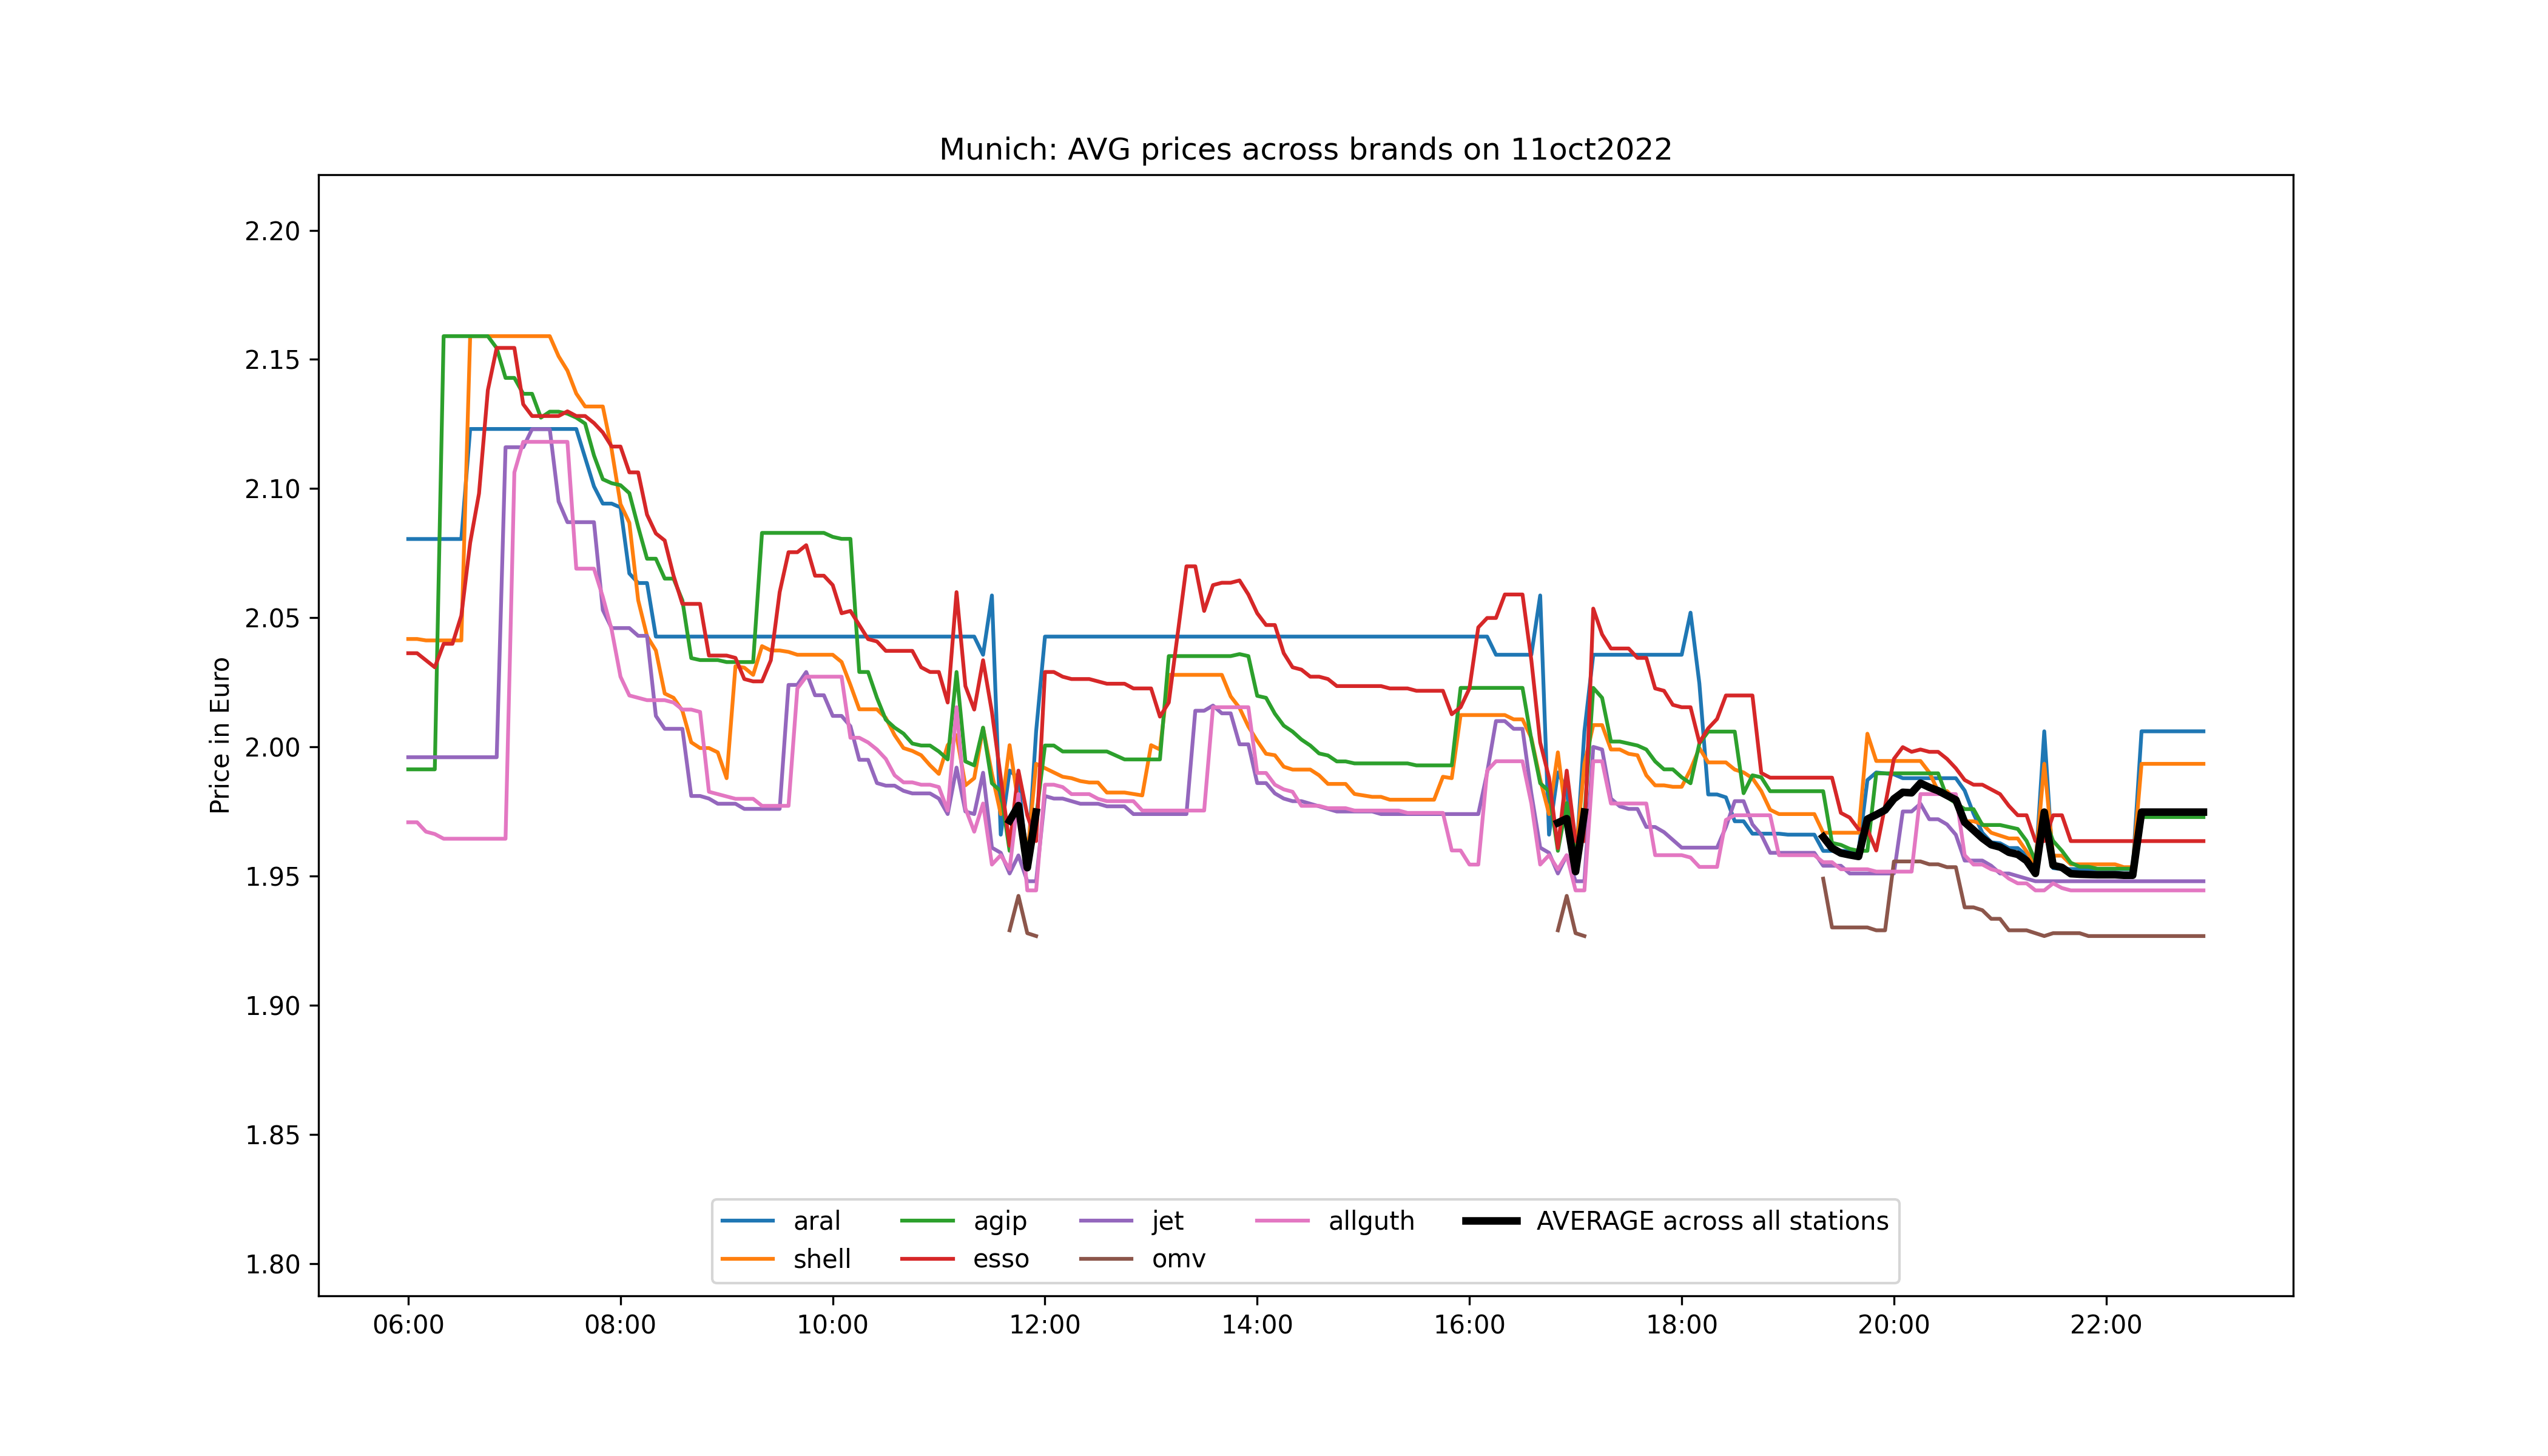 Munich: AVG prices across brands on 11oct2022
Price in Euro
2.20
2.15
2.10
2.05
2.00
1.95
1.90
1.85
1.80
aral
agip
jet
allguth
AVERAGE across all stations
shell
esso
omv
06:00 08:00 10:00 12:00 14:00 16:00 18:00 20:00 22:00